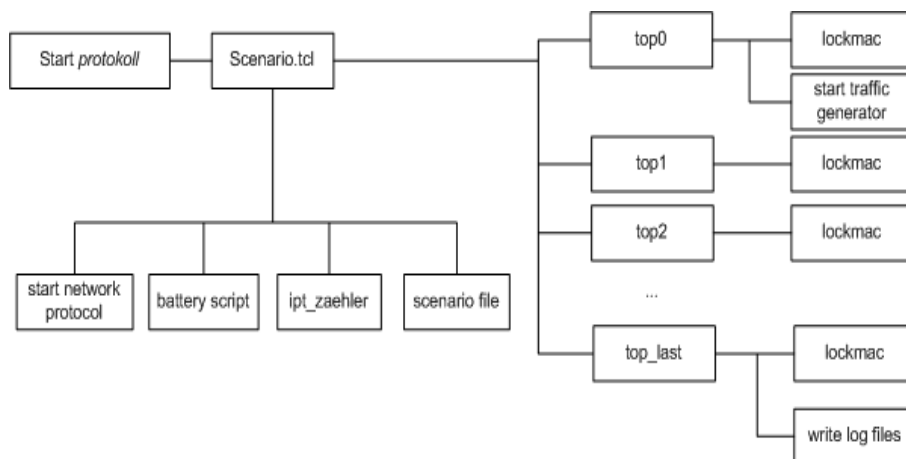 Start protokoll
Scenario.tcl
top0
lockmac
start traffic
generator
top1
lockmac
top2
lockmac
...
top_last
lockmac
write log files
start network
protocol
battery script
ipt_zaehler
scenario file